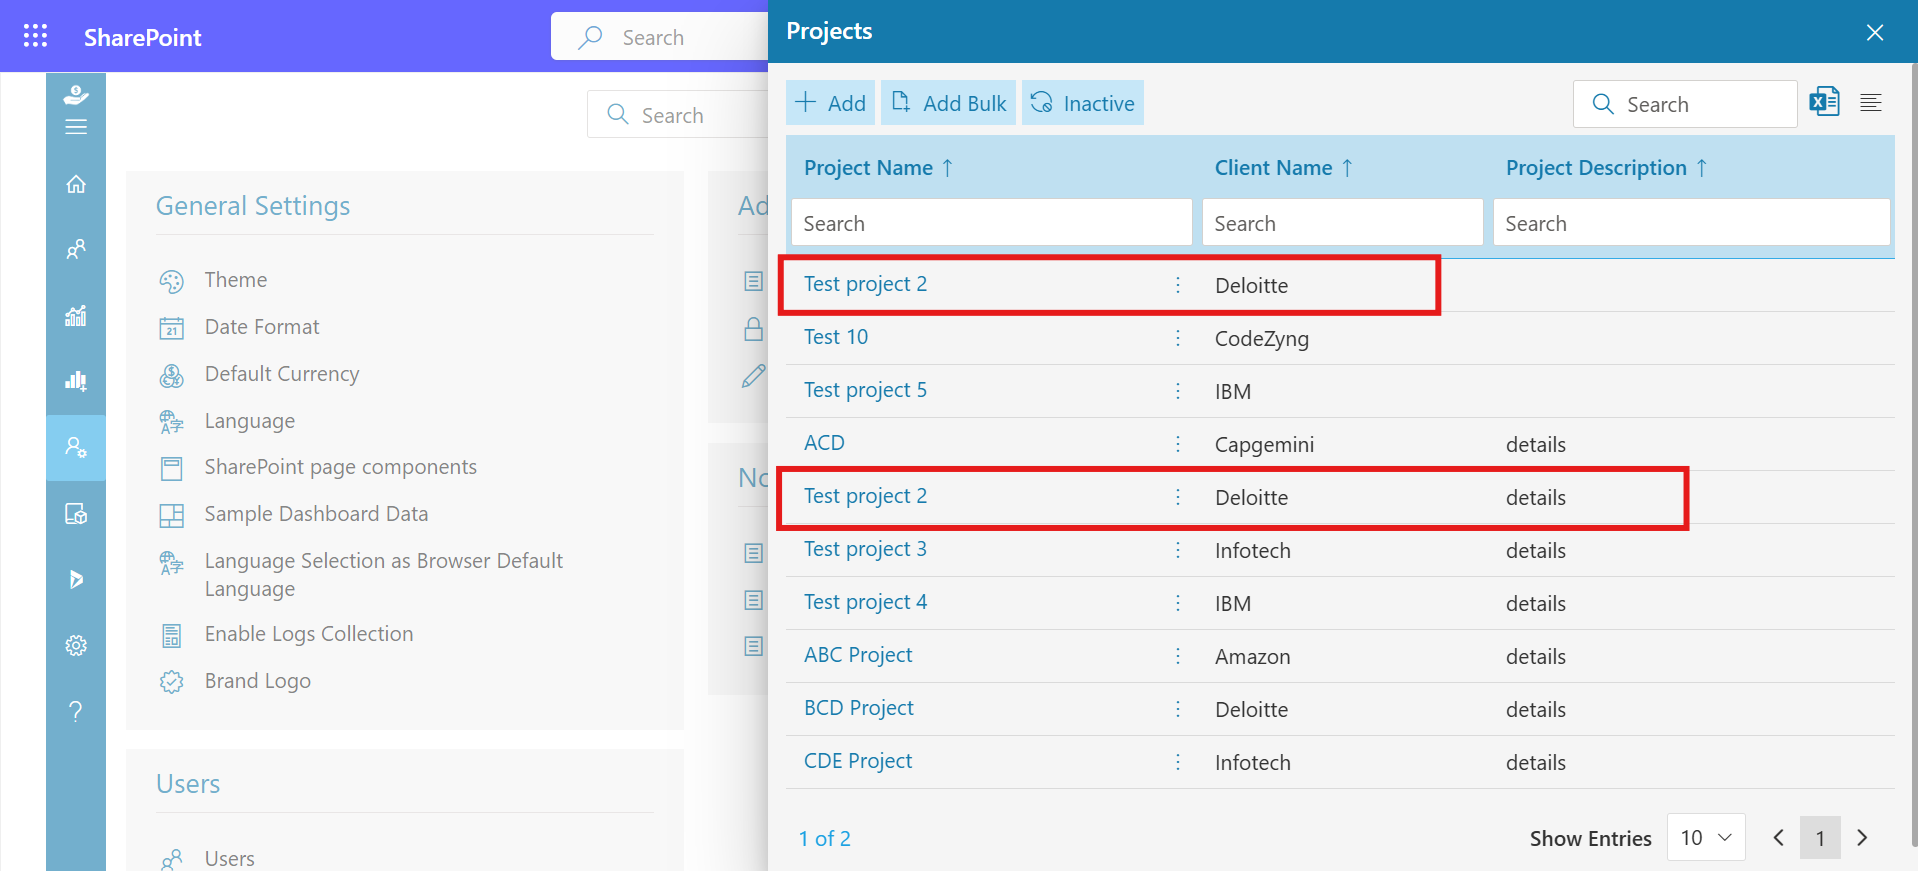 SharePoint
Search
Search
General Settings
Theme
21
Date Format
Default Currency
Language
SharePoint page components
Sample Dashboard Data
Language Selection as Browser Default
Language
Enable Logs Collection
Brand Logo
Users
Users
Ad
No
Projects
Add
Add Bulk
Inactive
Search
Project Name ↑ Client Name ↑ Project Description ↑
Search Search Search
Test project 2 Deloitte
Test 10 CodeZyng
Test project 5 IBM
ACD Capgemini details
Test project 2 Deloitte details
Test project 3 Infotech details
Test project 4 IBM details
ABC Project Amazon details
BCD Project Deloitte details
CDE Project Infotech details
1 of 2 Show Entries 10 1